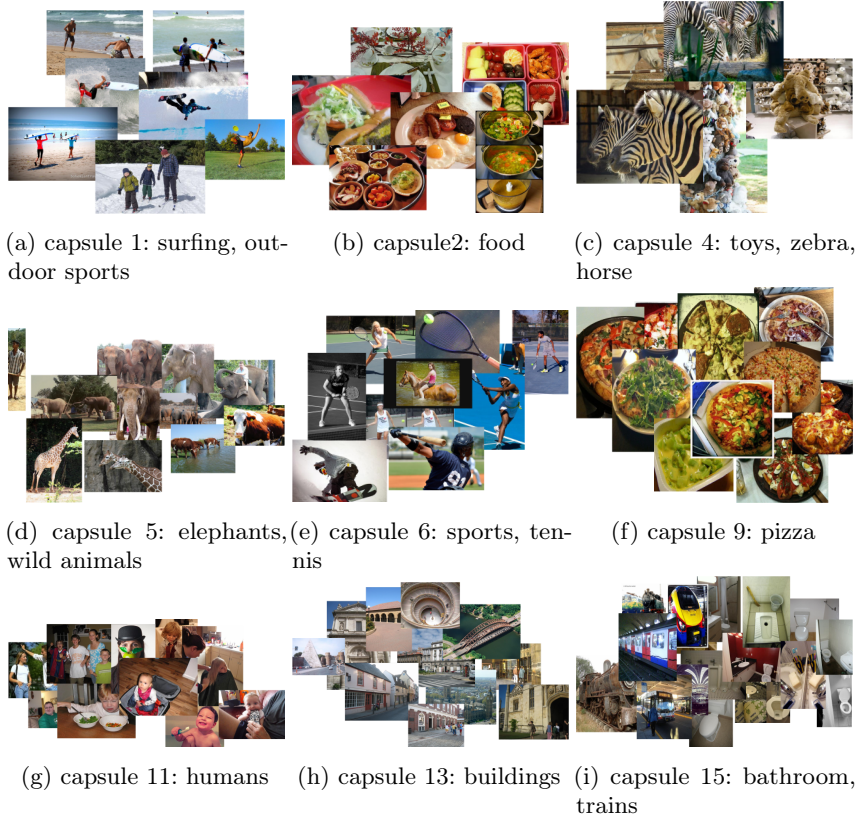 (a) capsule 1: surfing, out-
door sports
(b) capsule2: food
(c) capsule 4: toys, zebra,
horse
(d) capsule 5: elephants,
wild animals
(e) capsule 6: sports, ten-
nis
(f) capsule 9: pizza
(g) capsule 11: humans
(h) capsule 13: buildings
(i) capsule 15: bathroom,
trains